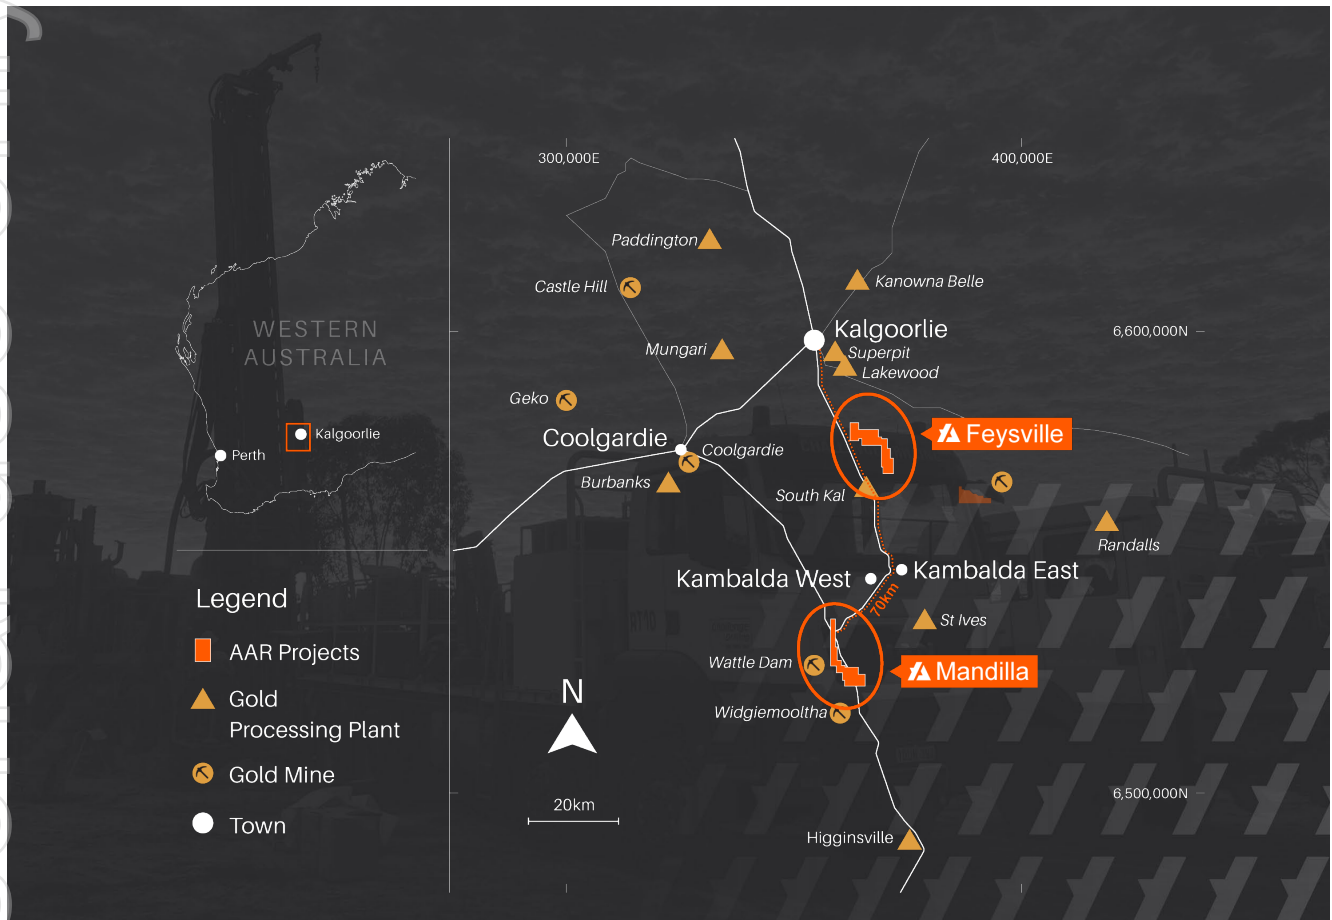 300,000E
400,000E
Paddington
Castle Hill
Kanowna Belle
WESTERN
AUSTRALIA
Kalgoorlie
6,600,000N
Mungari
Superpit
Lakewood
Geko
Feysville
Kalgoorlie
Coolgardie
Coolgardie
Perth
Burbanks
South Kal
Randalls
Kambalda West
Kambalda East
70km
Legend
St Ives
AAR Projects
Wattle Dam
Mandilla
Gold
Processing Plant
N
Widgiemooltha
Gold Mine
20km
6,500,000N
Town
Higginsville